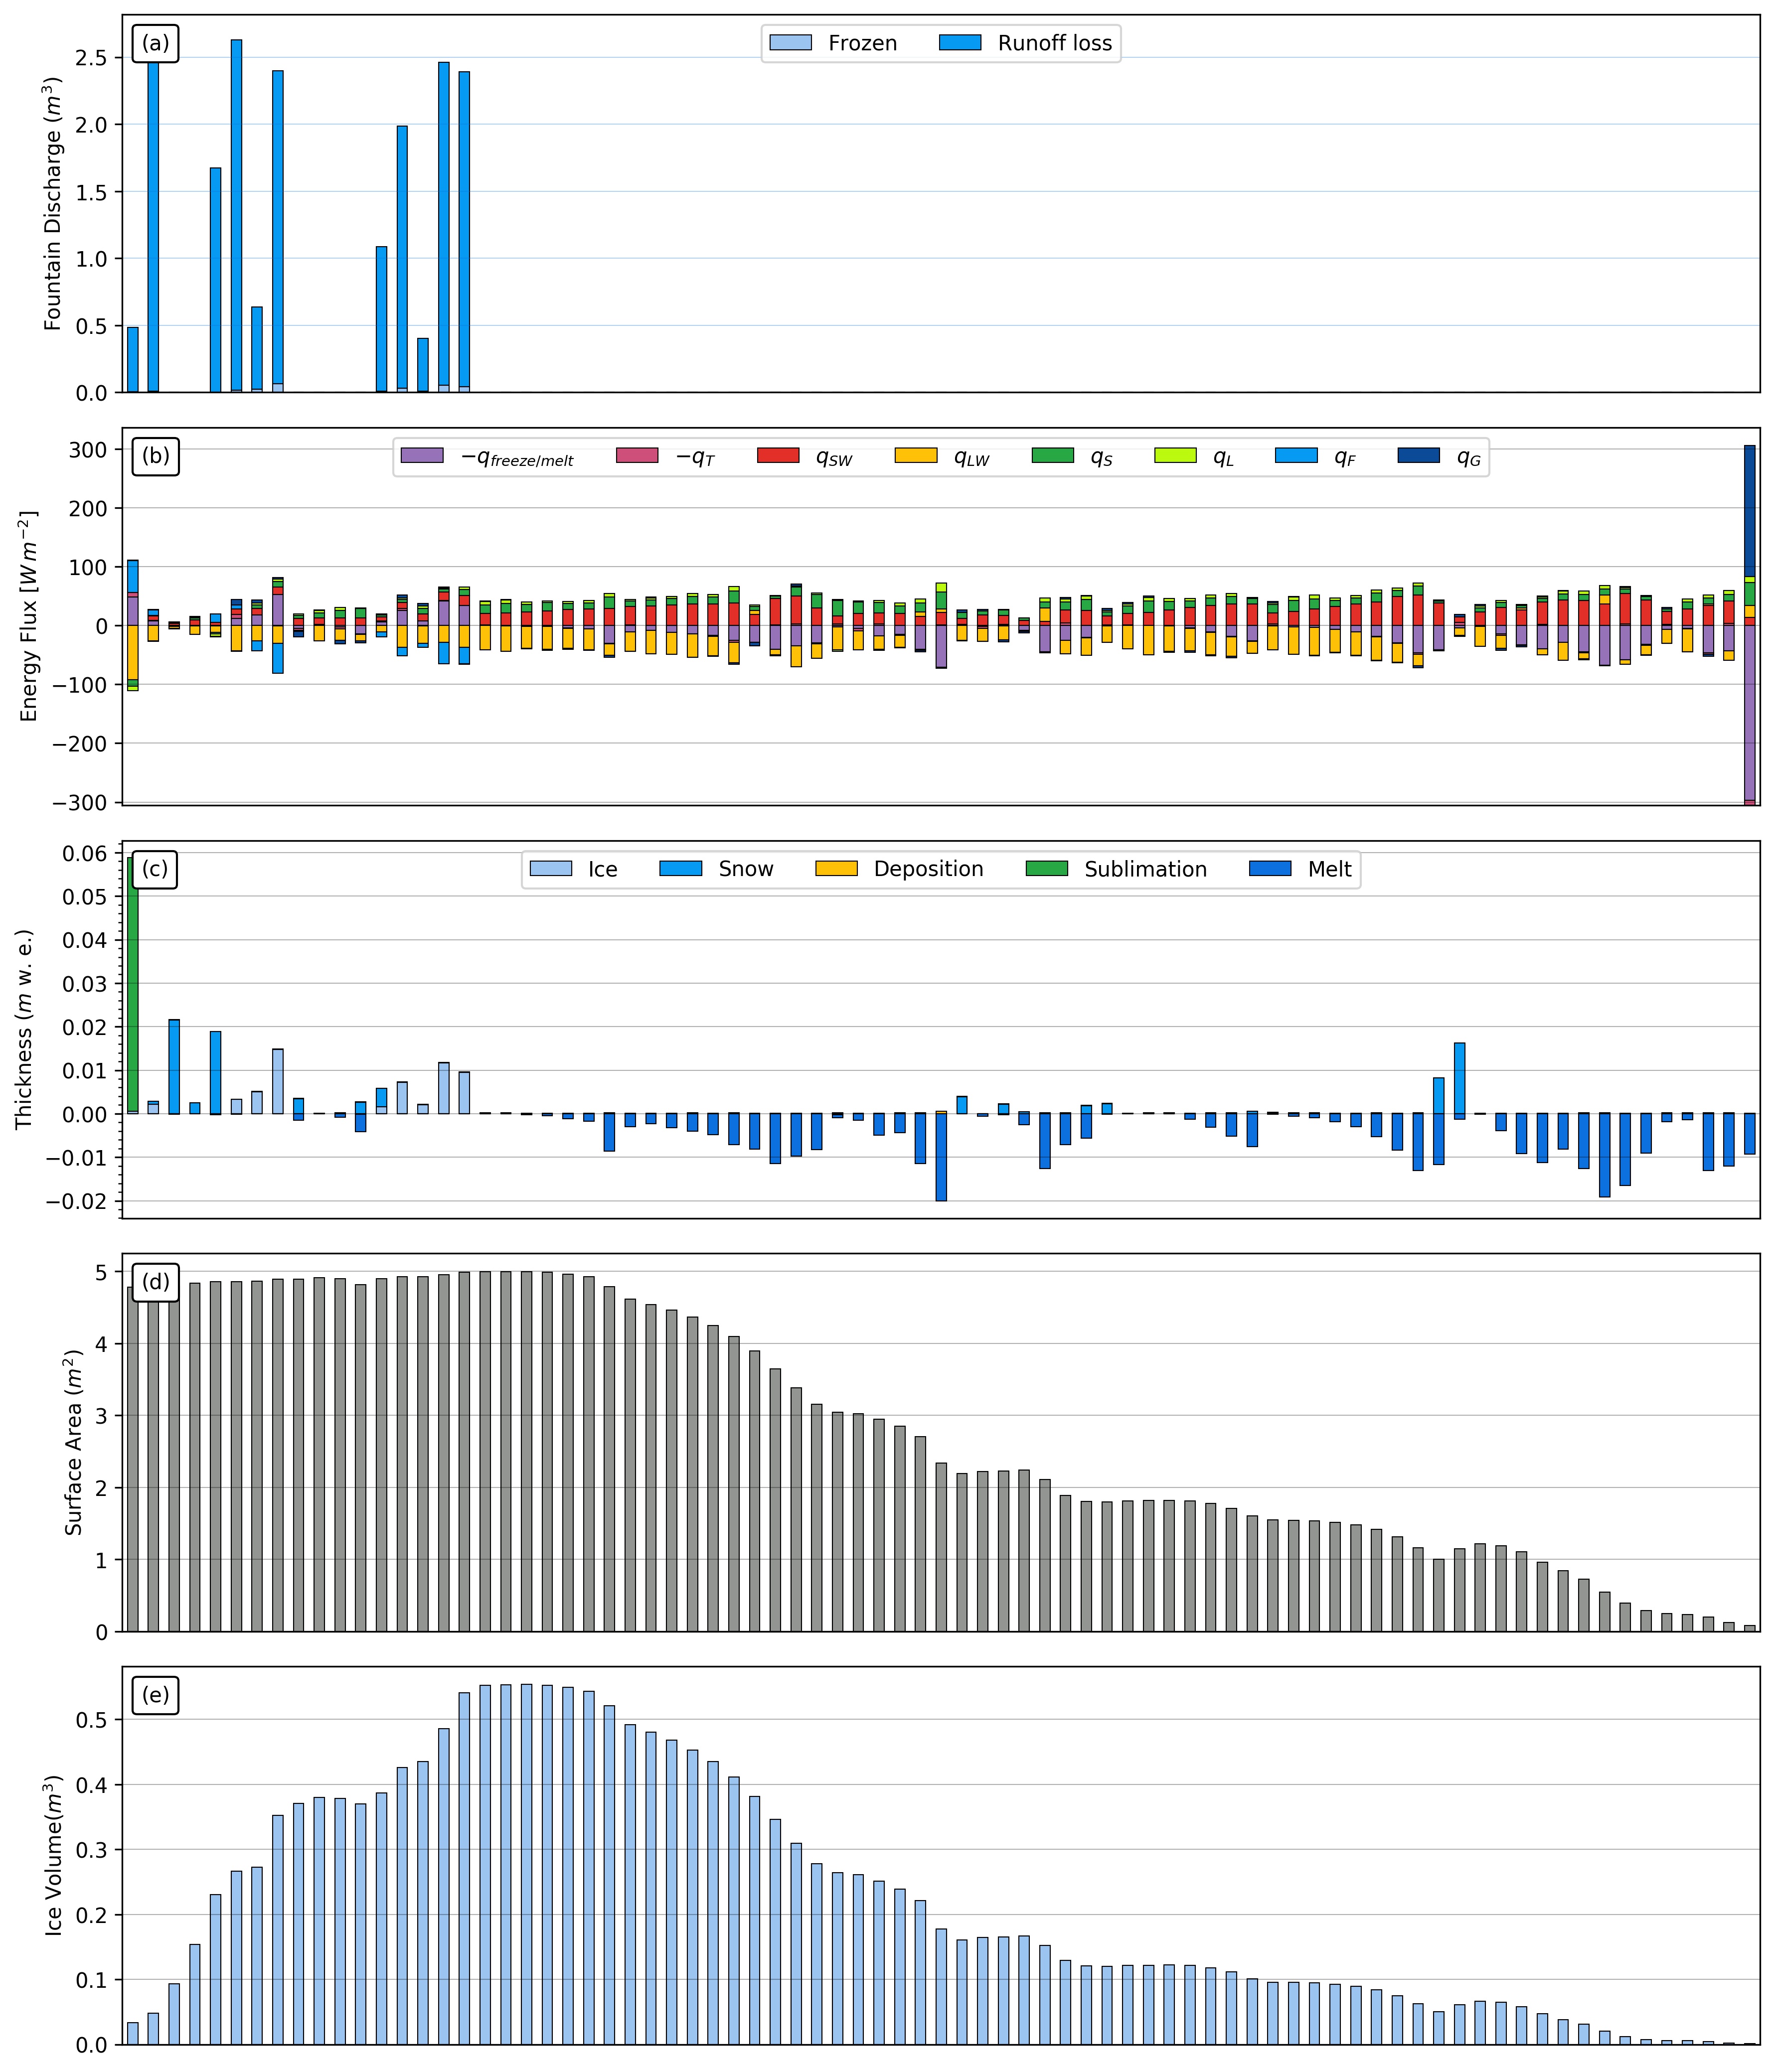 (a)
Frozen Runoff loss
Fountain Discharge (m³)
2.5
2.0
1.5
1.0
0.5
0.0
(b)
−q_freeze/melt −q_T q_SW q_LW q_S q_L q_F q_G
Energy Flux [W m⁻²]
300
200
100
0
−100
−200
−300
(c)
Ice Snow Deposition Sublimation Melt
Thickness (m w. e.)
0.06
0.05
0.04
0.03
0.02
0.01
0.00
−0.01
−0.02
(d)
Surface Area (m²)
5
4
3
2
1
0
(e)
Ice Volume(m³)
0.5
0.4
0.3
0.2
0.1
0.0